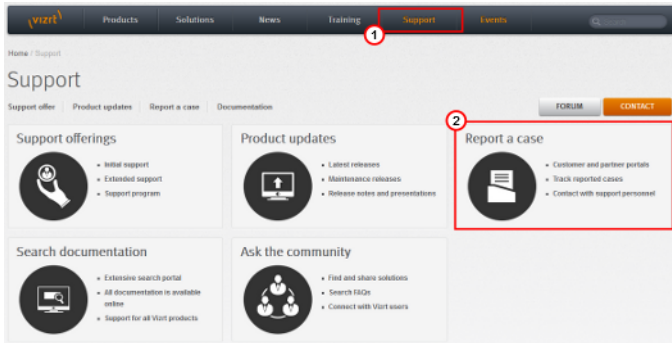 vizrt
Products
Solutions
News
Training
Support
Events
Search
1
Home / Support
Support
Support offer
Product updates
Report a case
Documentation
FORUM
CONTACT
2
Support offerings
• Initial support
• Extended support
• Support program
Product updates
• Latest releases
• Maintenance releases
• Release notes and presentations
Report a case
• Customer and partner portals
• Track reported cases
• Contact with support personnel
Search documentation
• Extensive search portal
• All documentation is available
online
• Support for all Vizrt products
Ask the community
• Find and share solutions
• Search FAQs
• Connect with Vizrt users